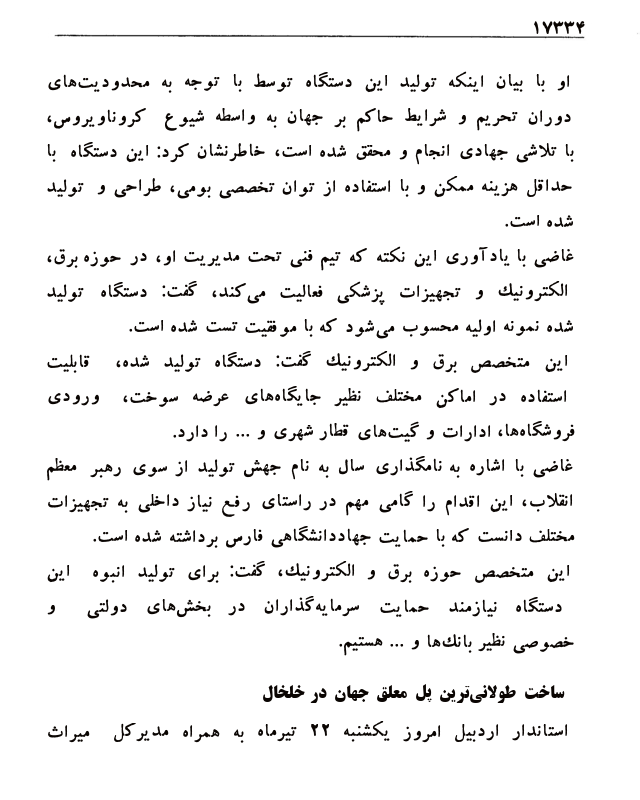 ۱۷۳۳۴
او با بیان اینکه تولید این دستگاه توسط با توجه به محدودیت‌های
دوران تحریم و شرایط حاکم بر جهان به واسطه شیوع کروناویروس،
با تلاشی جهادی انجام و محقق شده است، خاطرنشان کرد: این دستگاه با
حداقل هزینه ممکن و با استفاده از توان تخصصی بومی، طراحی و تولید
شده است.
غاضی با یادآوری این نکته که تیم فنی تحت مدیریت او، در حوزه برق،
الکترونیك و تجهیزات پزشکی فعالیت می‌کند، گفت: دستگاه تولید
شده نمونه اولیه محسوب می‌شود که با موفقیت تست شده است.
این متخصص برق و الکترونیك گفت: دستگاه تولید شده، قابلیت
استفاده در اماکن مختلف نظیر جایگاه‌های عرضه سوخت، ورودی
فروشگاه‌ها، ادارات و گیت‌های قطار شهری و ... را دارد.
غاضی با اشاره به نامگذاری سال به نام جهش تولید از سوی رهبر معظم
انقلاب، این اقدام را گامی مهم در راستای رفع نیاز داخلی به تجهیزات
مختلف دانست که با حمایت جهاددانشگاهی فارس برداشته شده است.
این متخصص حوزه برق و الکترونیك، گفت: برای تولید انبوه این
دستگاه نیازمند حمایت سرمایه‌گذاران در بخش‌های دولتی و
خصوصی نظیر بانك‌ها و ... هستیم.
ساخت طولانی‌ترین پل معلق جهان در خلخال
استاندار اردبیل امروز یکشنبه ۲۲ تیرماه به همراه مدیرکل میراث